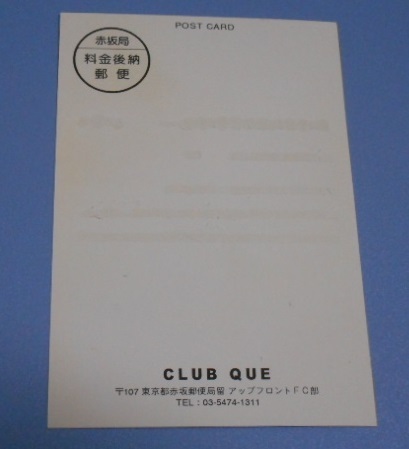 POST CARD
赤坂局
料金後納
郵便
CLUB QUE
〒107 東京都赤坂郵便局留 アップフロントFC部
TEL：03-5474-1311